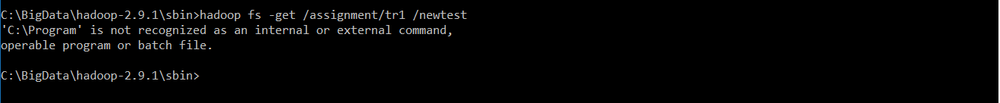 C:\BigData\hadoop-2.9.1\sbin>hadoop fs -get /assignment/tr1 /newtest
'C:\Program' is not recognized as an internal or external command,
operable program or batch file.
C:\BigData\hadoop-2.9.1\sbin>